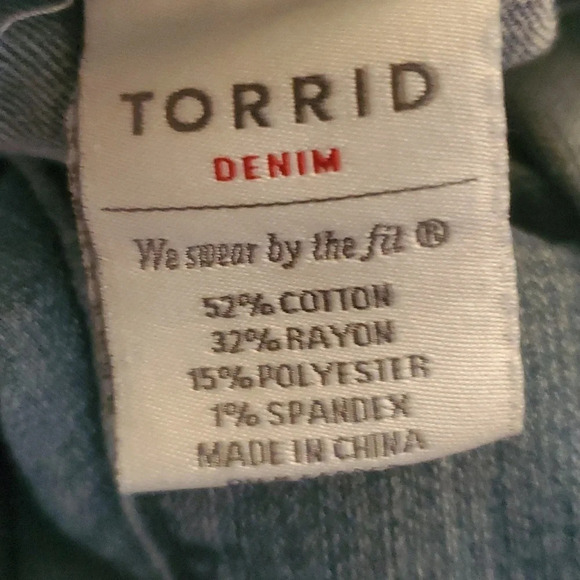 TORRID
DENIM
We swear by the fit ®
52% COTTON
32% RAYON
15% POLYESTER
1% SPANDEX
MADE IN CHINA